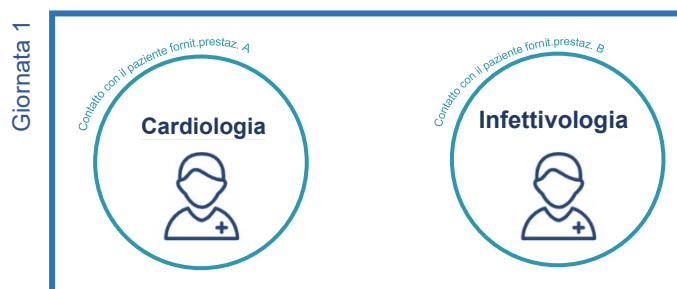 Giornata 1
Contatto con il paziente fornit.prestaz. A
Cardiologia
Contatto con il paziente fornit.prestaz. B
Infettivologia